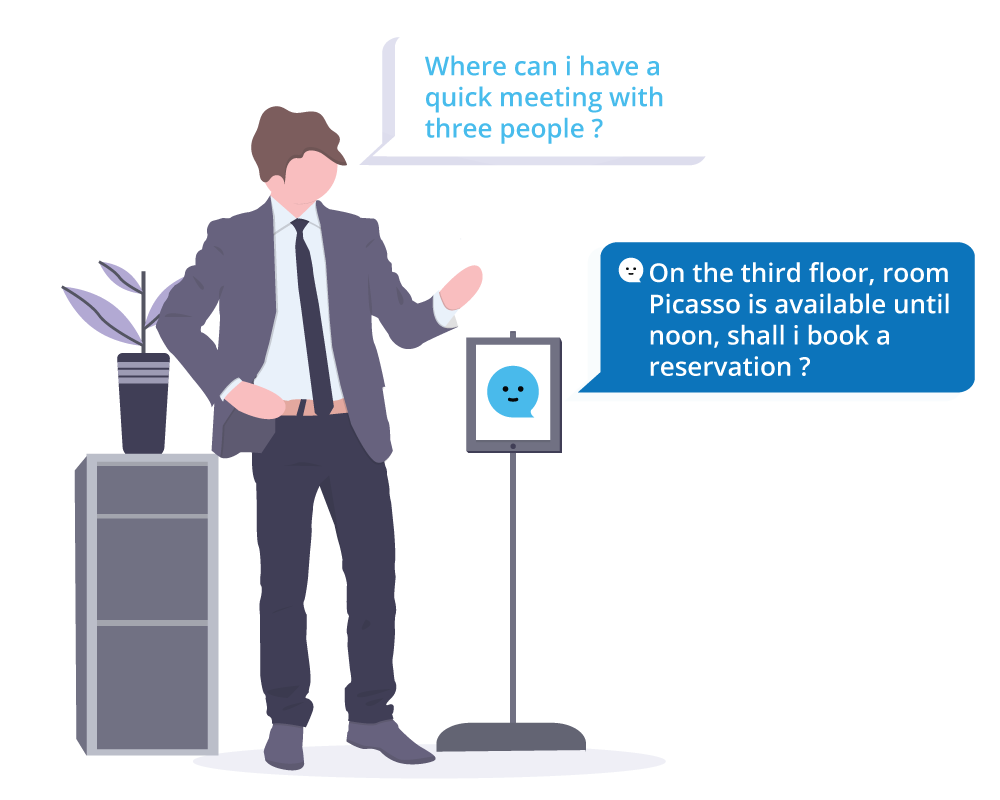 Where can i have a
quick meeting with
three people ?
On the third floor, room
Picasso is available until
noon, shall i book a
reservation ?